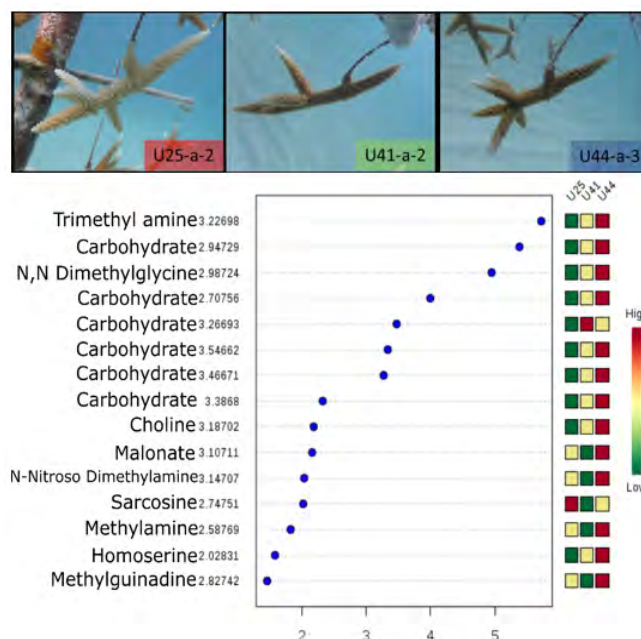 U25-a-2
U41-a-2
U44-a-3
U25 U41 U44
Trimethyl amine 3.22698
Carbohydrate 2.94729
N,N Dimethylglycine 2.98724
Carbohydrate 2.70756
Carbohydrate 3.26693
Carbohydrate 3.54662
Carbohydrate 3.46671
Carbohydrate 3.3868
Choline 3.18702
Malonate 3.10711
N-Nitroso Dimethylamine 3.14707
Sarcosine 2.74751
Methylamine 2.58769
Homoserine 2.02831
Methylguinadine 2.82742
High
Low
2 3 4 5